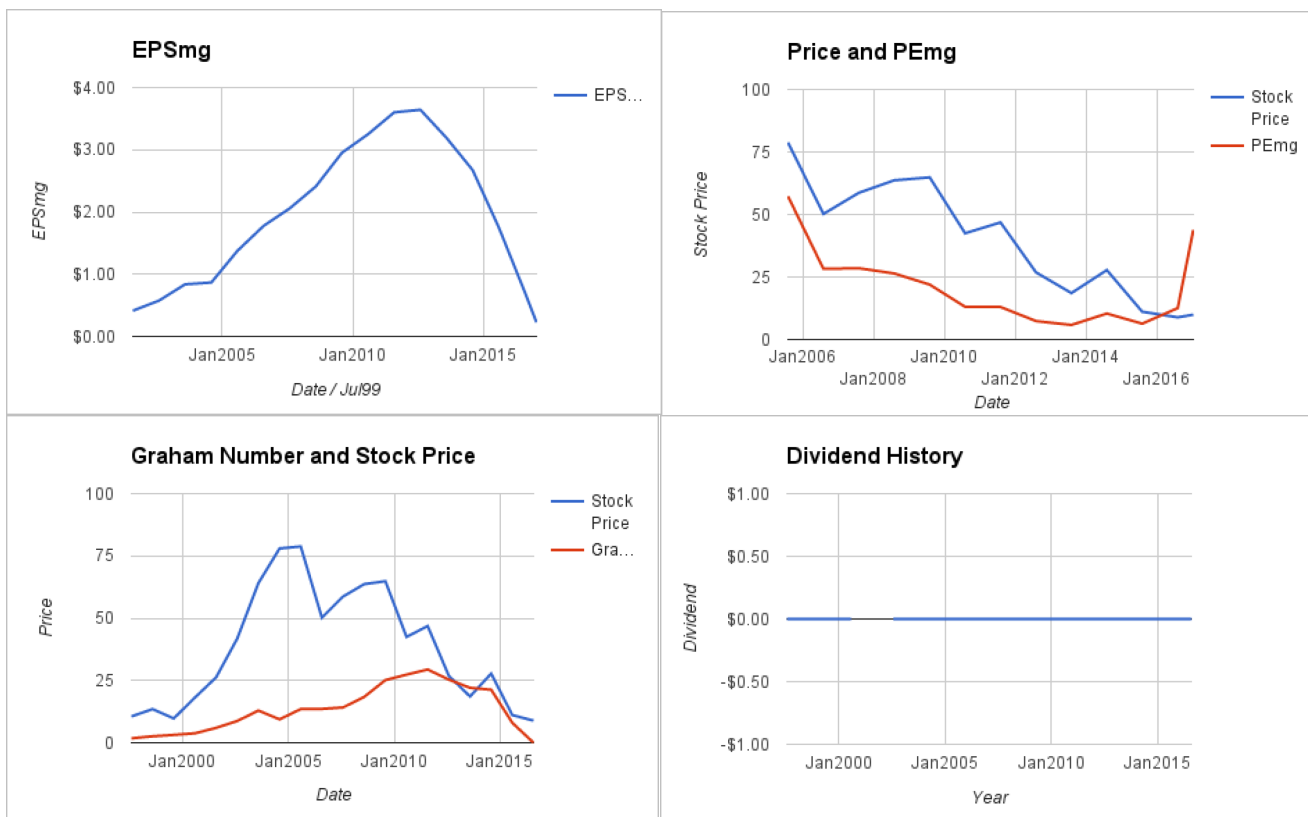 EPSmg
$4.00
$3.00
$2.00
$1.00
$0.00
EPSmg
EPS…
Jan2005 Jan2010 Jan2015
Date / Jul99
Price and PEmg
100
75
50
25
0
Stock Price
Stock
Price
PEmg
Jan2006 Jan2010 Jan2014
Jan2008 Jan2012 Jan2016
Date
Graham Number and Stock Price
100
75
50
25
0
Price
Stock
Price
Gra…
Jan2000 Jan2005 Jan2010 Jan2015
Date
Dividend History
$1.00
$0.50
$0.00
-$0.50
-$1.00
Dividend
Jan2000 Jan2005 Jan2010 Jan2015
Year